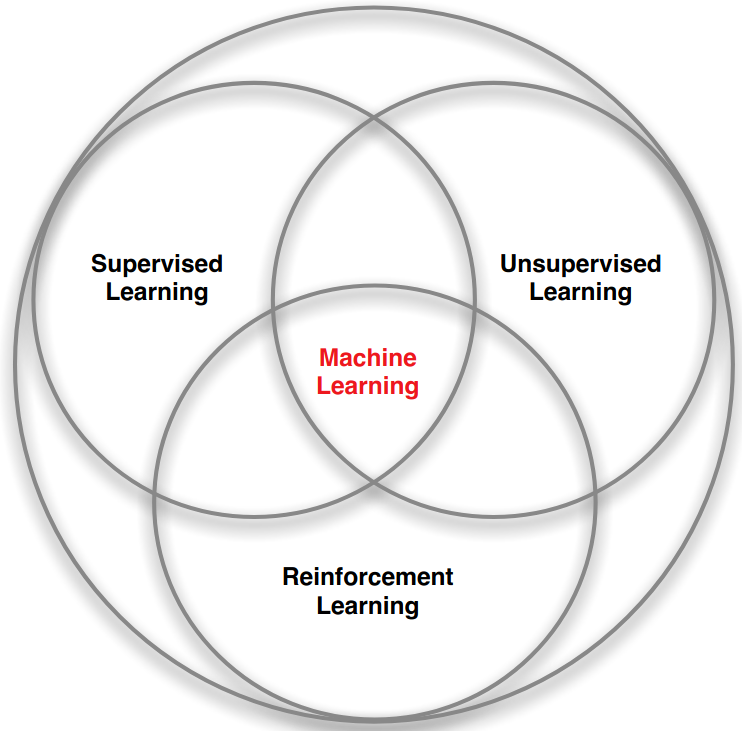 Supervised
Learning
Unsupervised
Learning
Machine
Learning
Reinforcement
Learning